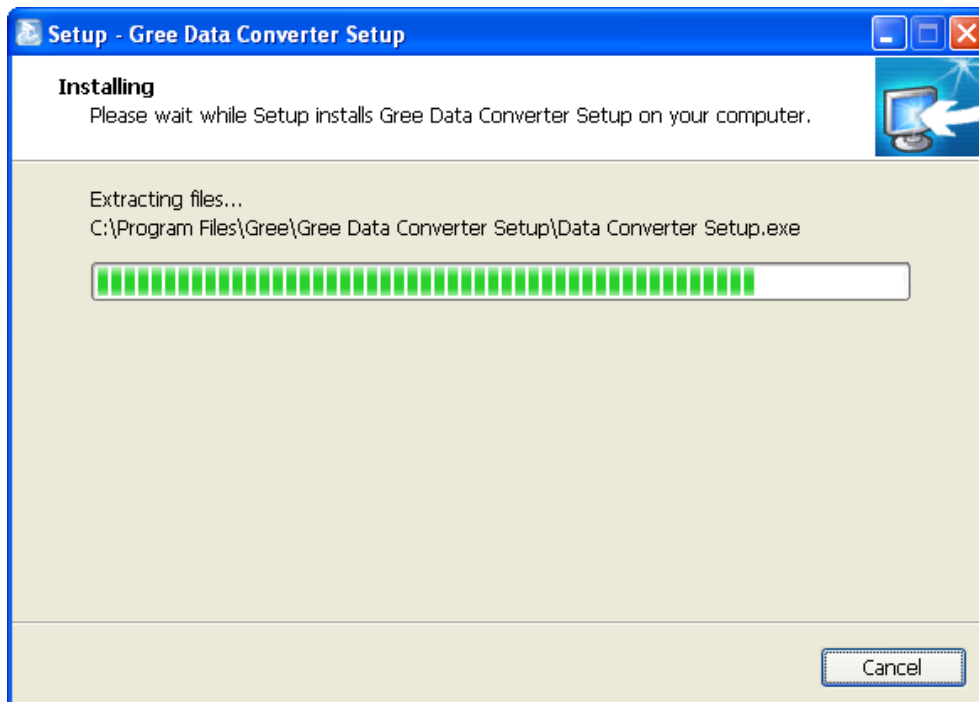 Setup - Gree Data Converter Setup
Installing
Please wait while Setup installs Gree Data Converter Setup on your computer.
Extracting files...
C:\Program Files\Gree\Gree Data Converter Setup\Data Converter Setup.exe
Cancel